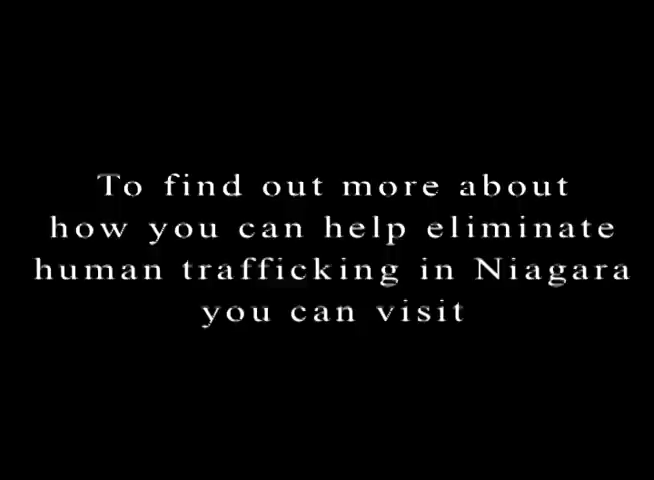 To find out more about
how you can help eliminate
human trafficking in Niagara
you can visit